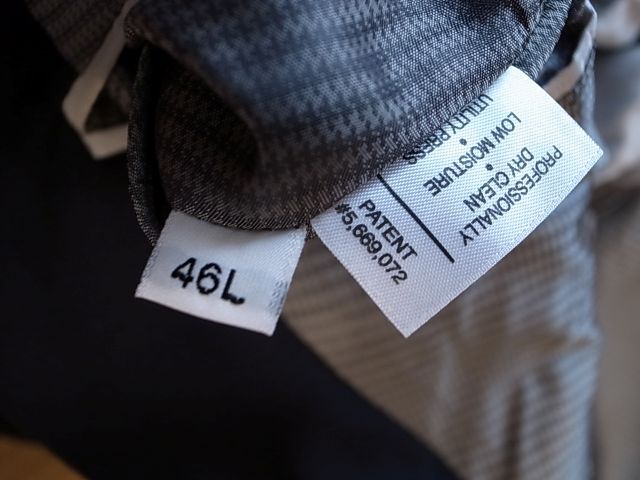 46L
PROFESSIONALLY
DRY CLEAN
•
LOW MOISTURE
•
UTILITY PRESS
PATENT
#5,669,072